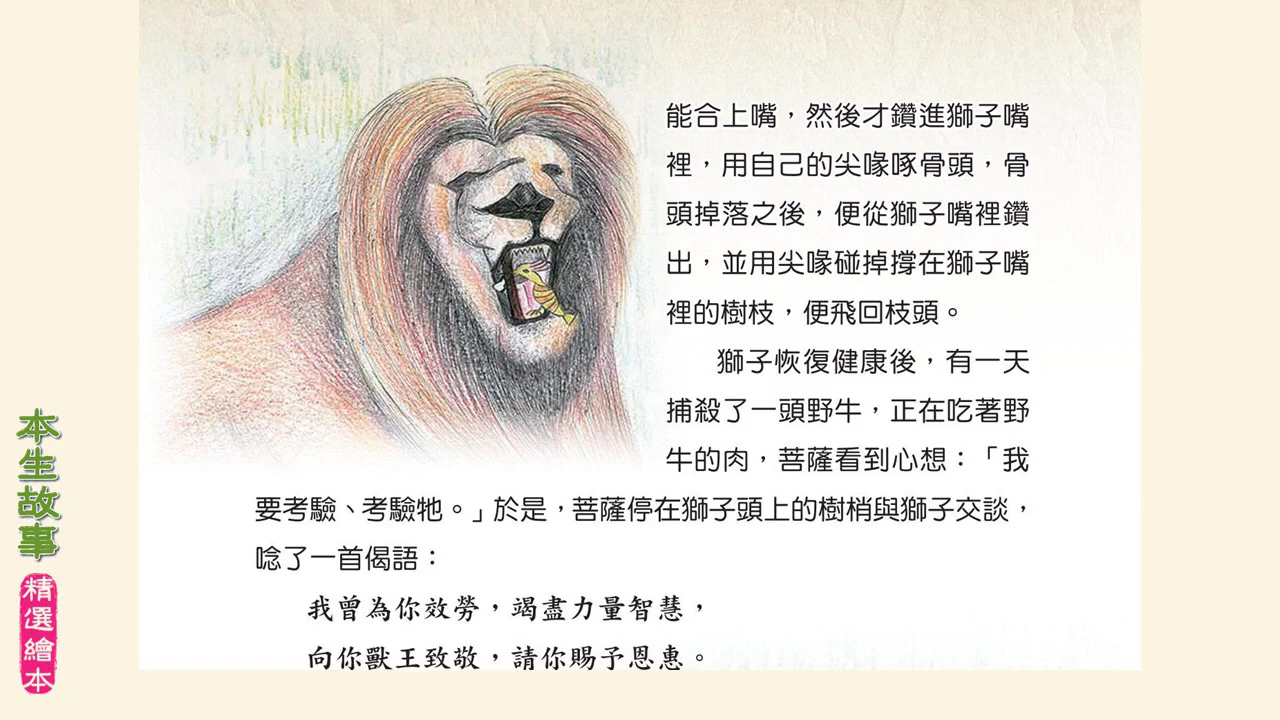 能合上嘴，然後才鑽進獅子嘴
裡，用自己的尖喙啄骨頭，骨
頭掉落之後，便從獅子嘴裡鑽
出，並用尖喙碰掉撐在獅子嘴
裡的樹枝，便飛回枝頭。
獅子恢復健康後，有一天
捕殺了一頭野牛，正在吃著野
牛的肉，菩薩看到心想：「我
要考驗、考驗牠。」於是，菩薩停在獅子頭上的樹梢與獅子交談，
唸了一首偈語：
我曾為你效勞，竭盡力量智慧，
向你獸王致敬，請你賜予恩惠。
本生故事
精選繪本